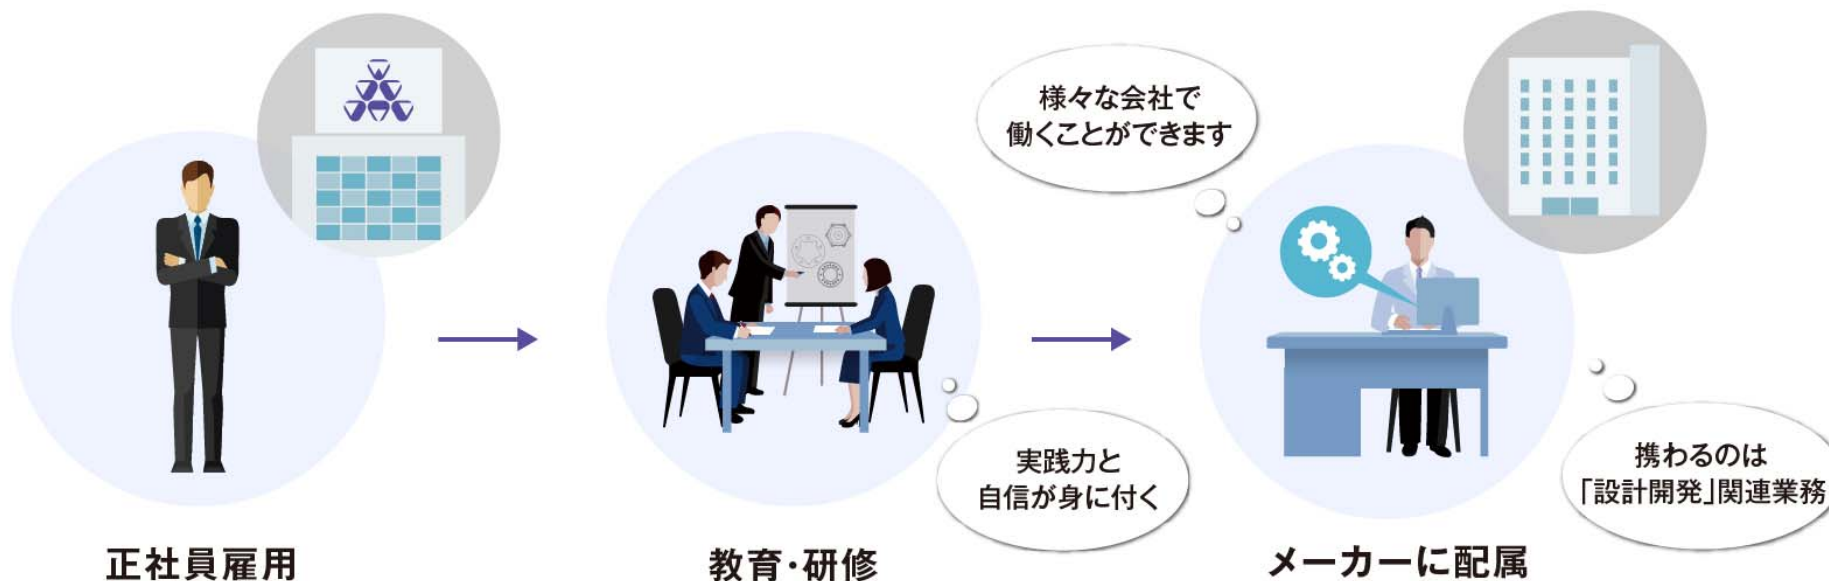 様々な会社で
働くことができます
実践力と
自信が身に付く
携わるのは
「設計開発」関連業務
正社員雇用
教育・研修
メーカーに配属